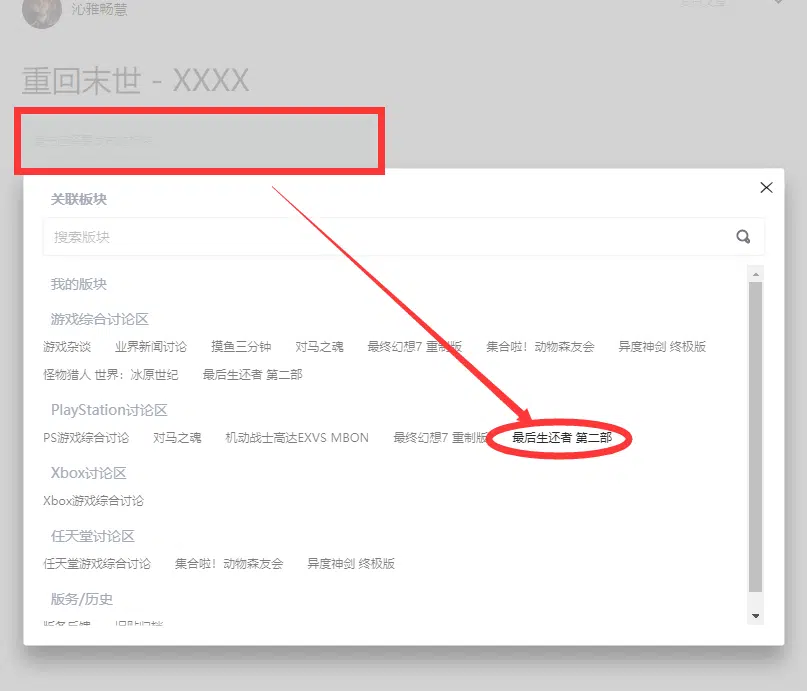 沁雅畅慧
重回末世 - XXXX
关联板块
搜索版块
我的版块
游戏综合讨论区
游戏杂谈 业界新闻讨论 摸鱼三分钟 对马之魂 最终幻想7 重制版 集合啦！动物森友会 异度神剑 终极版
怪物猎人 世界：冰原世纪 最后生还者 第二部
PlayStation讨论区
PS游戏综合讨论 对马之魂 机动战士高达EXVS MBON 最终幻想7 重制版 最后生还者 第二部
Xbox讨论区
Xbox游戏综合讨论
任天堂讨论区
任天堂游戏综合讨论 集合啦！动物森友会 异度神剑 终极版
版务/历史